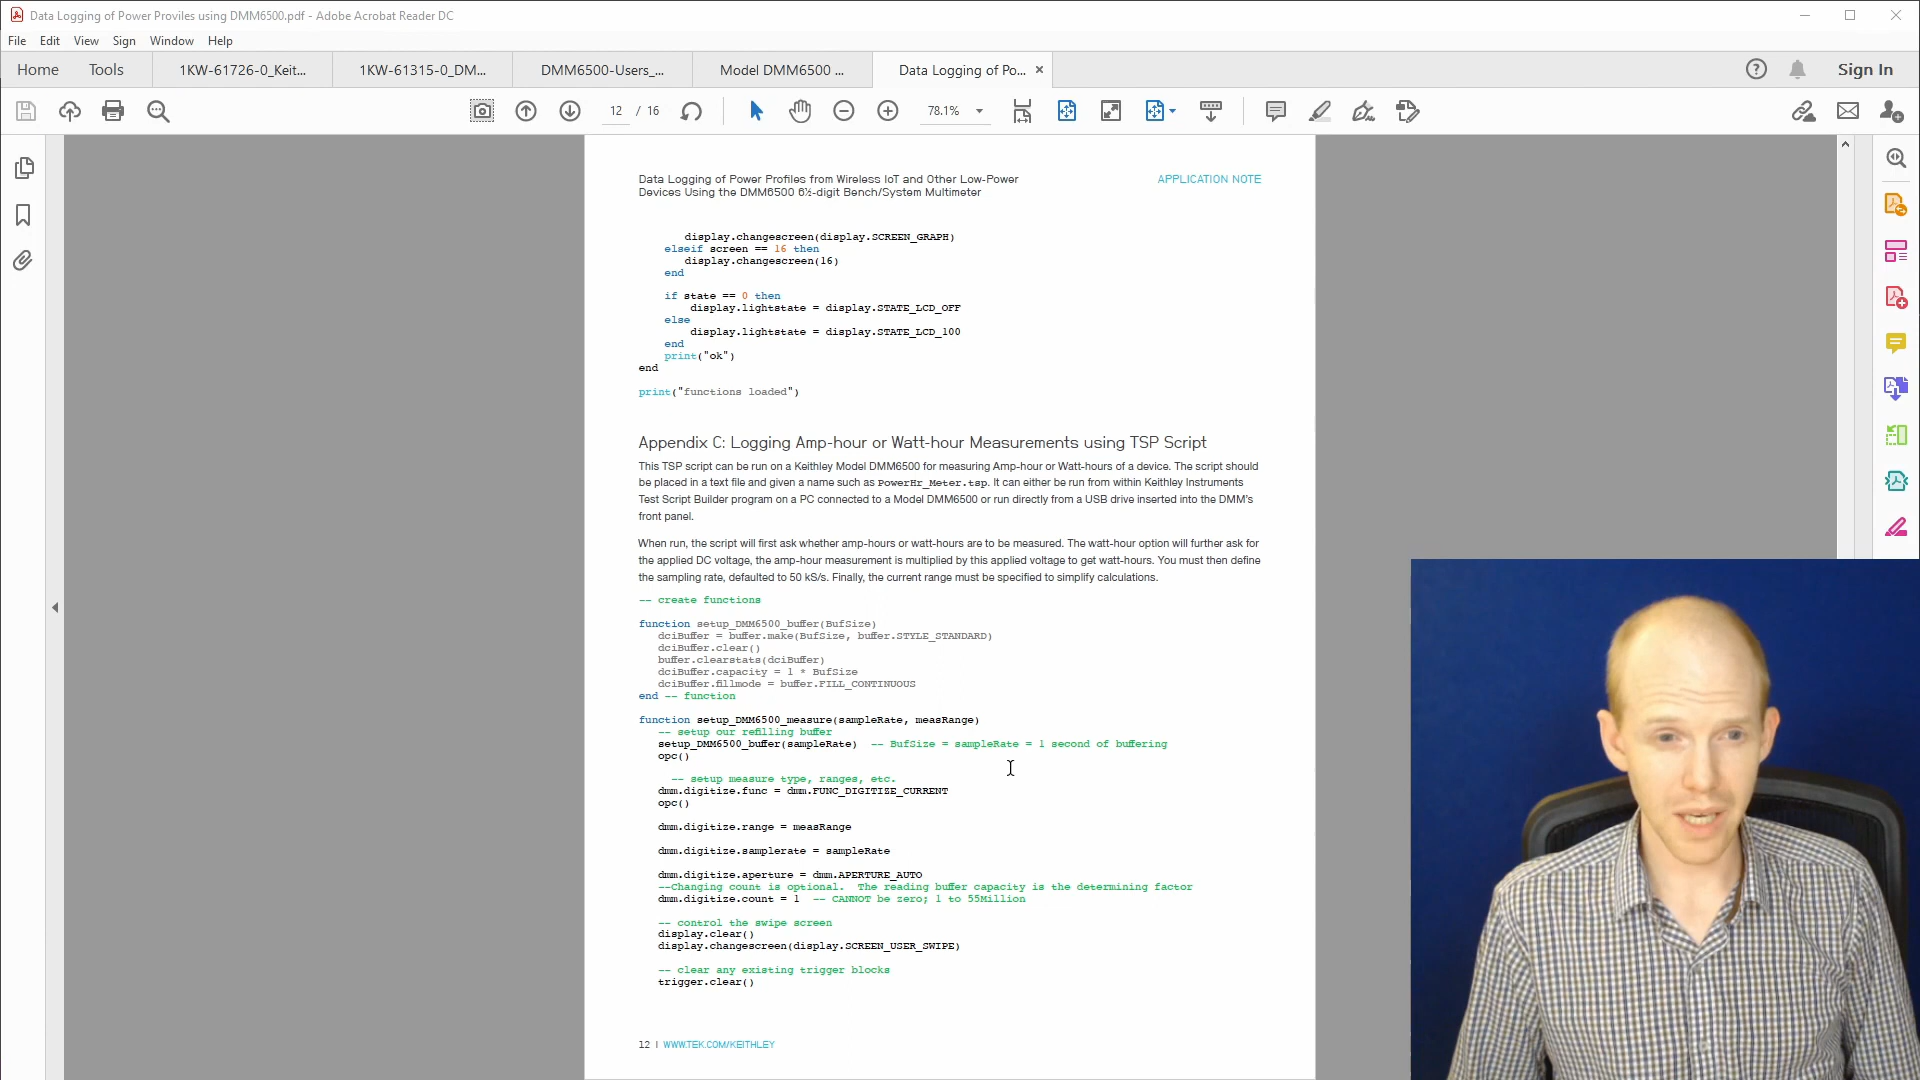 Data Logging of Power Proviles using DMM6500.pdf - Adobe Acrobat Reader DC
File Edit View Sign Window Help
Home Tools 1KW-61726-0_Keit... 1KW-61315-0_DM... DMM6500-Users_... Model DMM6500 ... Data Logging of Po... Sign In
12 / 16 78.1%
Data Logging of Power Profiles from Wireless IoT and Other Low-Power
Devices Using the DMM6500 6½-digit Bench/System Multimeter
APPLICATION NOTE
display.changescreen(display.SCREEN_GRAPH)
elseif screen == 16 then
display.changescreen(16)
end
if state == 0 then
display.lightstate = display.STATE_LCD_OFF
else
display.lightstate = display.STATE_LCD_100
end
print("ok")
end
print("functions loaded")
Appendix C: Logging Amp-hour or Watt-hour Measurements using TSP Script
This TSP script can be run on a Keithley Model DMM6500 for measuring Amp-hour or Watt-hours of a device. The script should
be placed in a text file and given a name such as PowerHr_Meter.tsp. It can either be run from within Keithley Instruments
Test Script Builder program on a PC connected to a Model DMM6500 or run directly from a USB drive inserted into the DMM's
front panel.
When run, the script will first ask whether amp-hours or watt-hours are to be measured. The watt-hour option will further ask for
the applied DC voltage, the amp-hour measurement is multiplied by this applied voltage to get watt-hours. You must then define
the sampling rate, defaulted to 50 kS/s. Finally, the current range must be specified to simplify calculations.
-- create functions
function setup_DMM6500_buffer(BufSize)
dciBuffer = buffer.make(BufSize, buffer.STYLE_STANDARD)
dciBuffer.clear()
buffer.clearstats(dciBuffer)
dciBuffer.capacity = 1 * BufSize
dciBuffer.fillmode = buffer.FILL_CONTINUOUS
end -- function
function setup_DMM6500_measure(sampleRate, measRange)
-- setup our refilling buffer
setup_DMM6500_buffer(sampleRate) -- BufSize = sampleRate = 1 second of buffering
opc()
-- setup measure type, ranges, etc.
dmm.digitize.func = dmm.FUNC_DIGITIZE_CURRENT
opc()
dmm.digitize.range = measRange
dmm.digitize.samplerate = sampleRate
dmm.digitize.aperture = dmm.APERTURE_AUTO
--Changing count is optional. The reading buffer capacity is the determining factor
dmm.digitize.count = 1 -- CANNOT be zero; 1 to 55Million
-- control the swipe screen
display.clear()
display.changescreen(display.SCREEN_USER_SWIPE)
-- clear any existing trigger blocks
trigger.clear()
12 | WWW.TEK.COM/KEITHLEY